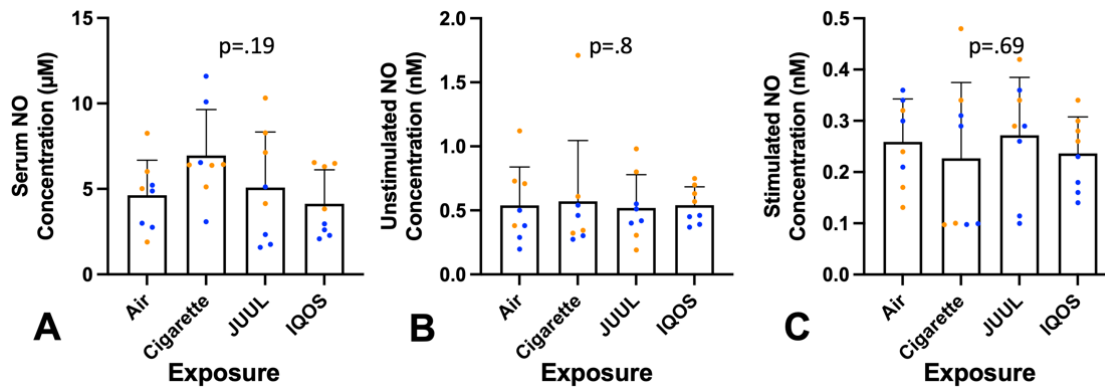 Serum NO
Concentration (µM)
15
10
5
0
p=.19
Air
Cigarette
JUUL
IQOS
A
Exposure
Unstimulated NO
Concentration (nM)
2.0
1.5
1.0
0.5
0.0
p=.8
Air
Cigarette
JUUL
IQOS
B
Exposure
Stimulated NO
Concentration (nM)
0.5
0.4
0.3
0.2
0.1
0.0
p=.69
Air
Cigarette
JUUL
IQOS
C
Exposure